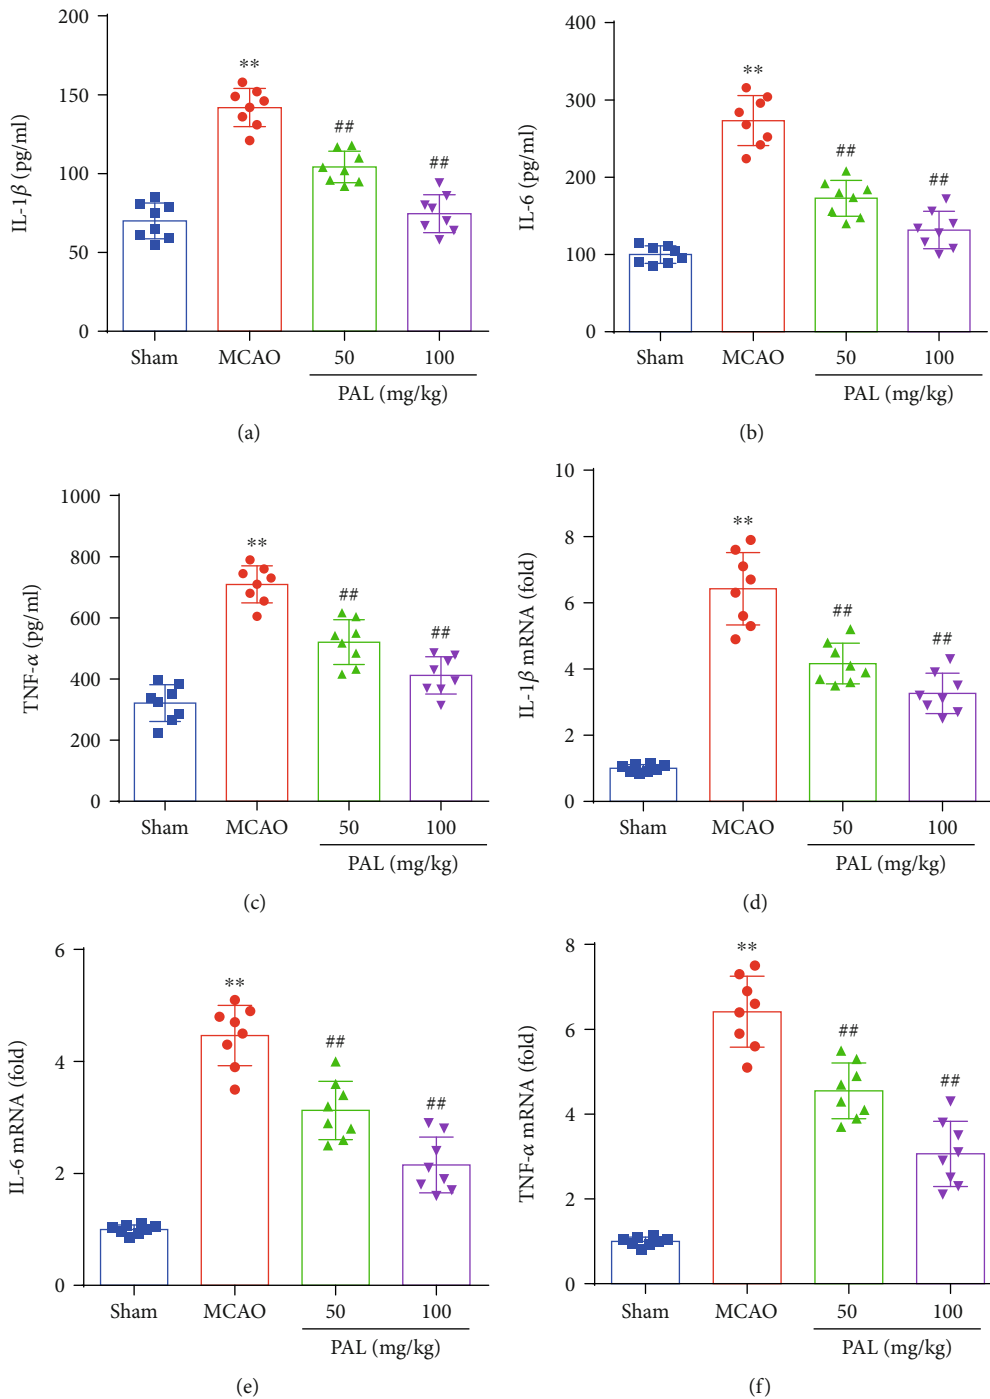 200
150
100
50
0
IL-1β (pg/ml)
**
##
##
Sham MCAO 50 100
PAL (mg/kg)
(a)
400
300
200
100
0
IL-6 (pg/ml)
**
##
##
Sham MCAO 50 100
PAL (mg/kg)
(b)
1000
800
600
400
200
0
TNF-α (pg/ml)
**
##
##
Sham MCAO 50 100
PAL (mg/kg)
(c)
10
8
6
4
2
0
IL-1β mRNA (fold)
**
##
##
Sham MCAO 50 100
PAL (mg/kg)
(d)
6
4
2
0
IL-6 mRNA (fold)
**
##
##
Sham MCAO 50 100
PAL (mg/kg)
(e)
8
6
4
2
0
TNF-α mRNA (fold)
**
##
##
Sham MCAO 50 100
PAL (mg/kg)
(f)